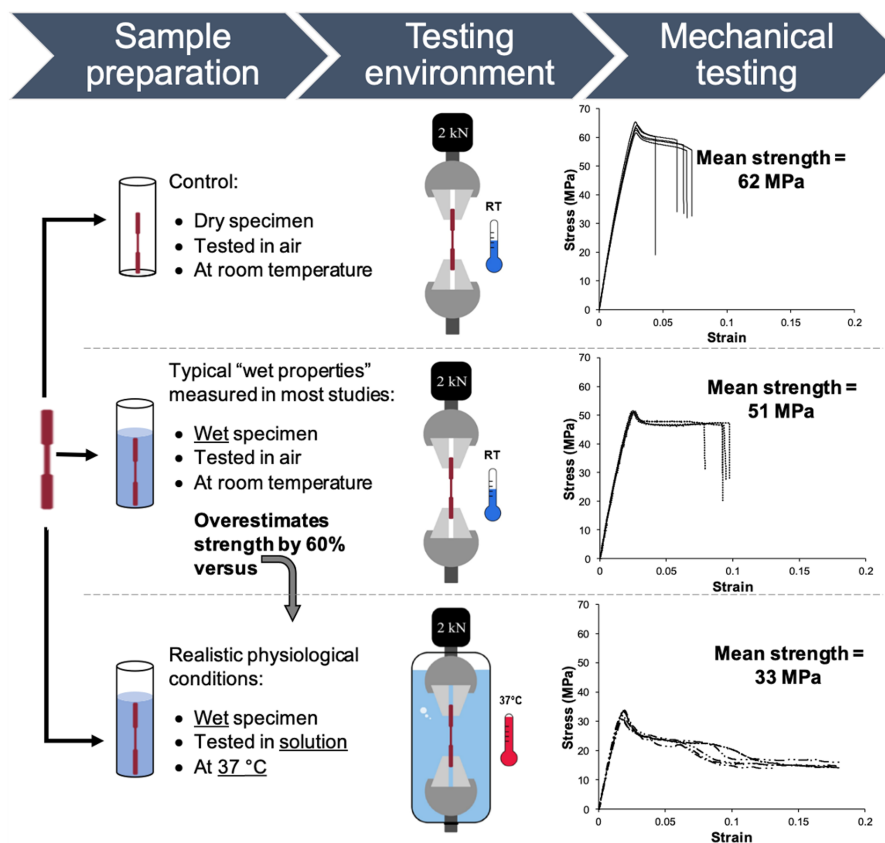 Sample
preparation
Testing
environment
Mechanical
testing
Control:
• Dry specimen
• Tested in air
• At room temperature
2 kN
RT
70
60
50
40
30
20
10
0
Stress (MPa)
0
0.05
0.1
0.15
0.2
Strain
Mean strength =
62 MPa
Typical “wet properties”
measured in most studies:
• Wet specimen
• Tested in air
• At room temperature
Overestimates
strength by 60%
versus
2 kN
RT
70
60
50
40
30
20
10
0
Stress (MPa)
0
0.05
0.1
0.15
0.2
Strain
Mean strength =
51 MPa
Realistic physiological
conditions:
• Wet specimen
• Tested in solution
• At 37 °C
2 kN
37°C
70
60
50
40
30
20
10
0
Stress (MPa)
0
0.05
0.1
0.15
0.2
Strain
Mean strength =
33 MPa